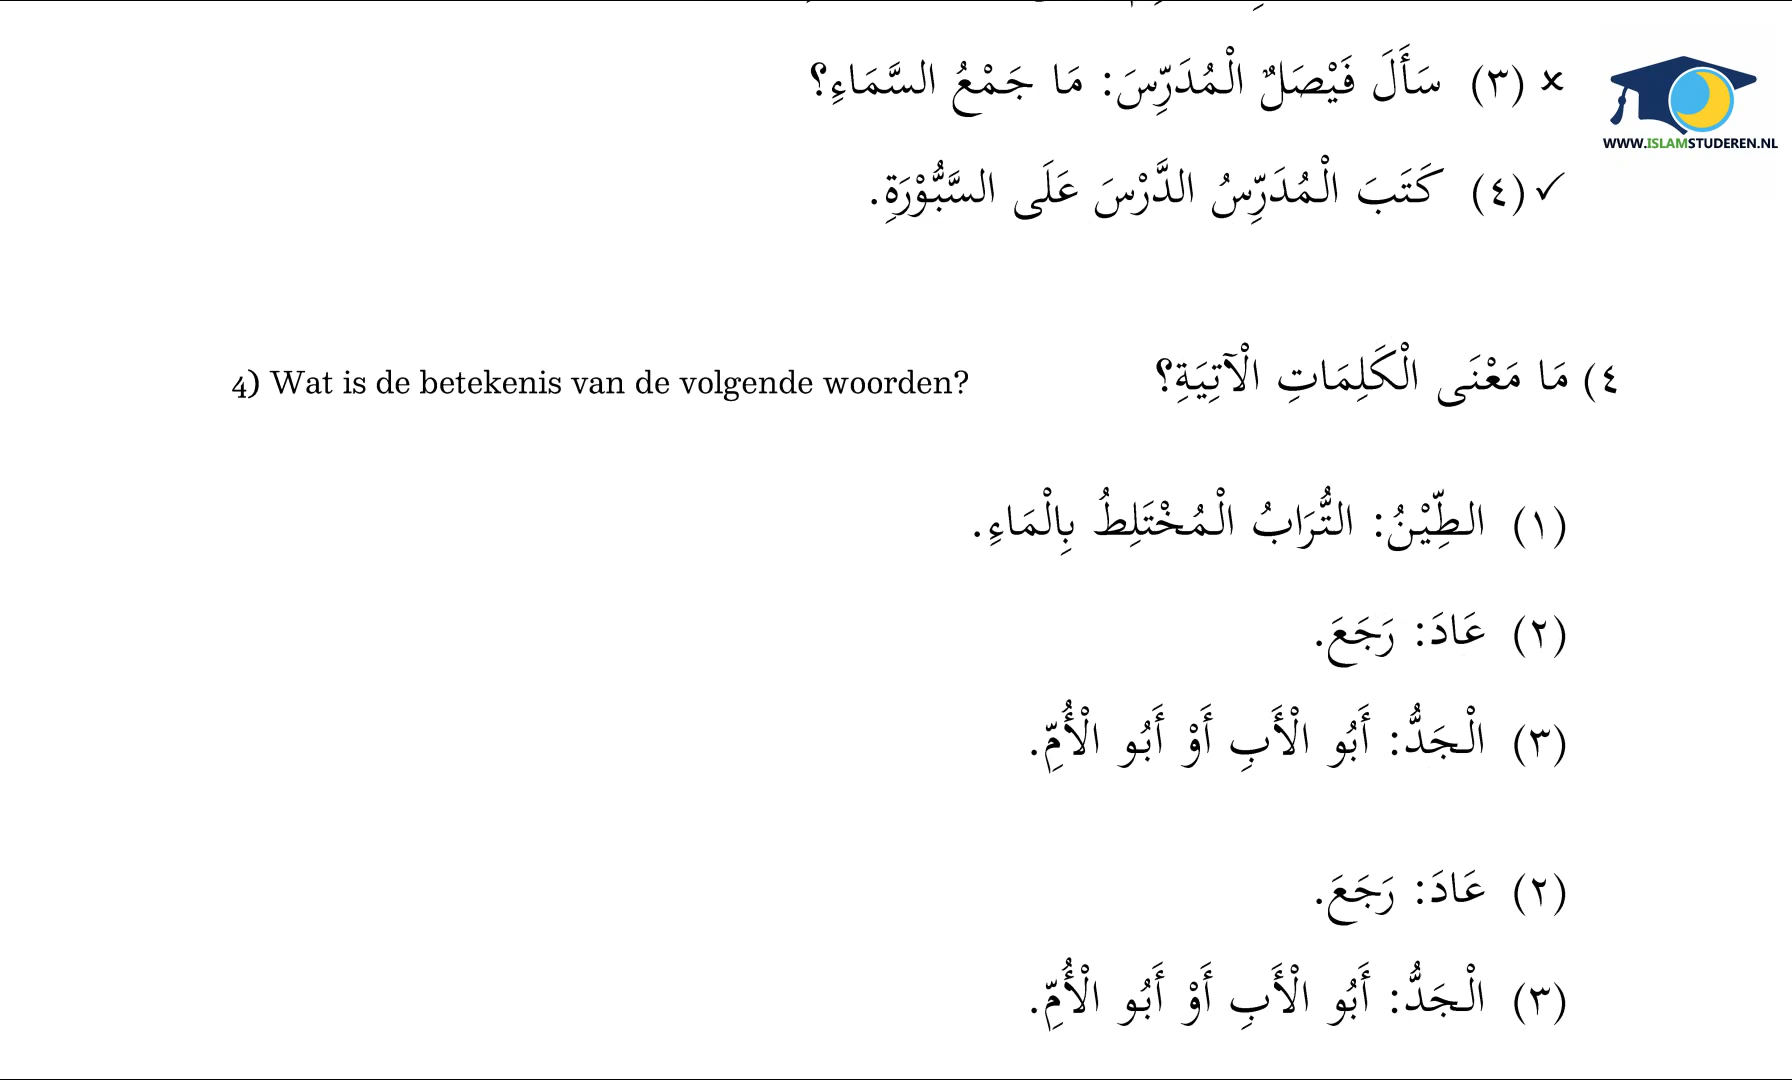 ✗ (٣) سَأَلَ فَيْصَلٌ الْمُدَرِّسَ: مَا جَمْعُ السَّمَاءِ؟
WWW.ISLAMSTUDEREN.NL
✓ (٤) كَتَبَ الْمُدَرِّسُ الدَّرْسَ عَلَى السَّبُّوْرَةِ.
٤) مَا مَعْنَى الْكَلِمَاتِ الْآتِيَةِ؟
4) Wat is de betekenis van de volgende woorden?
(١) الطِّيْنُ: التُّرَابُ الْمُخْتَلِطُ بِالْمَاءِ.
(٢) عَادَ: رَجَعَ.
(٣) الْجَدُّ: أَبُو الْأَبِ أَوْ أَبُو الْأُمِّ.
(٢) عَادَ: رَجَعَ.
(٣) الْجَدُّ: أَبُو الْأَبِ أَوْ أَبُو الْأُمِّ.